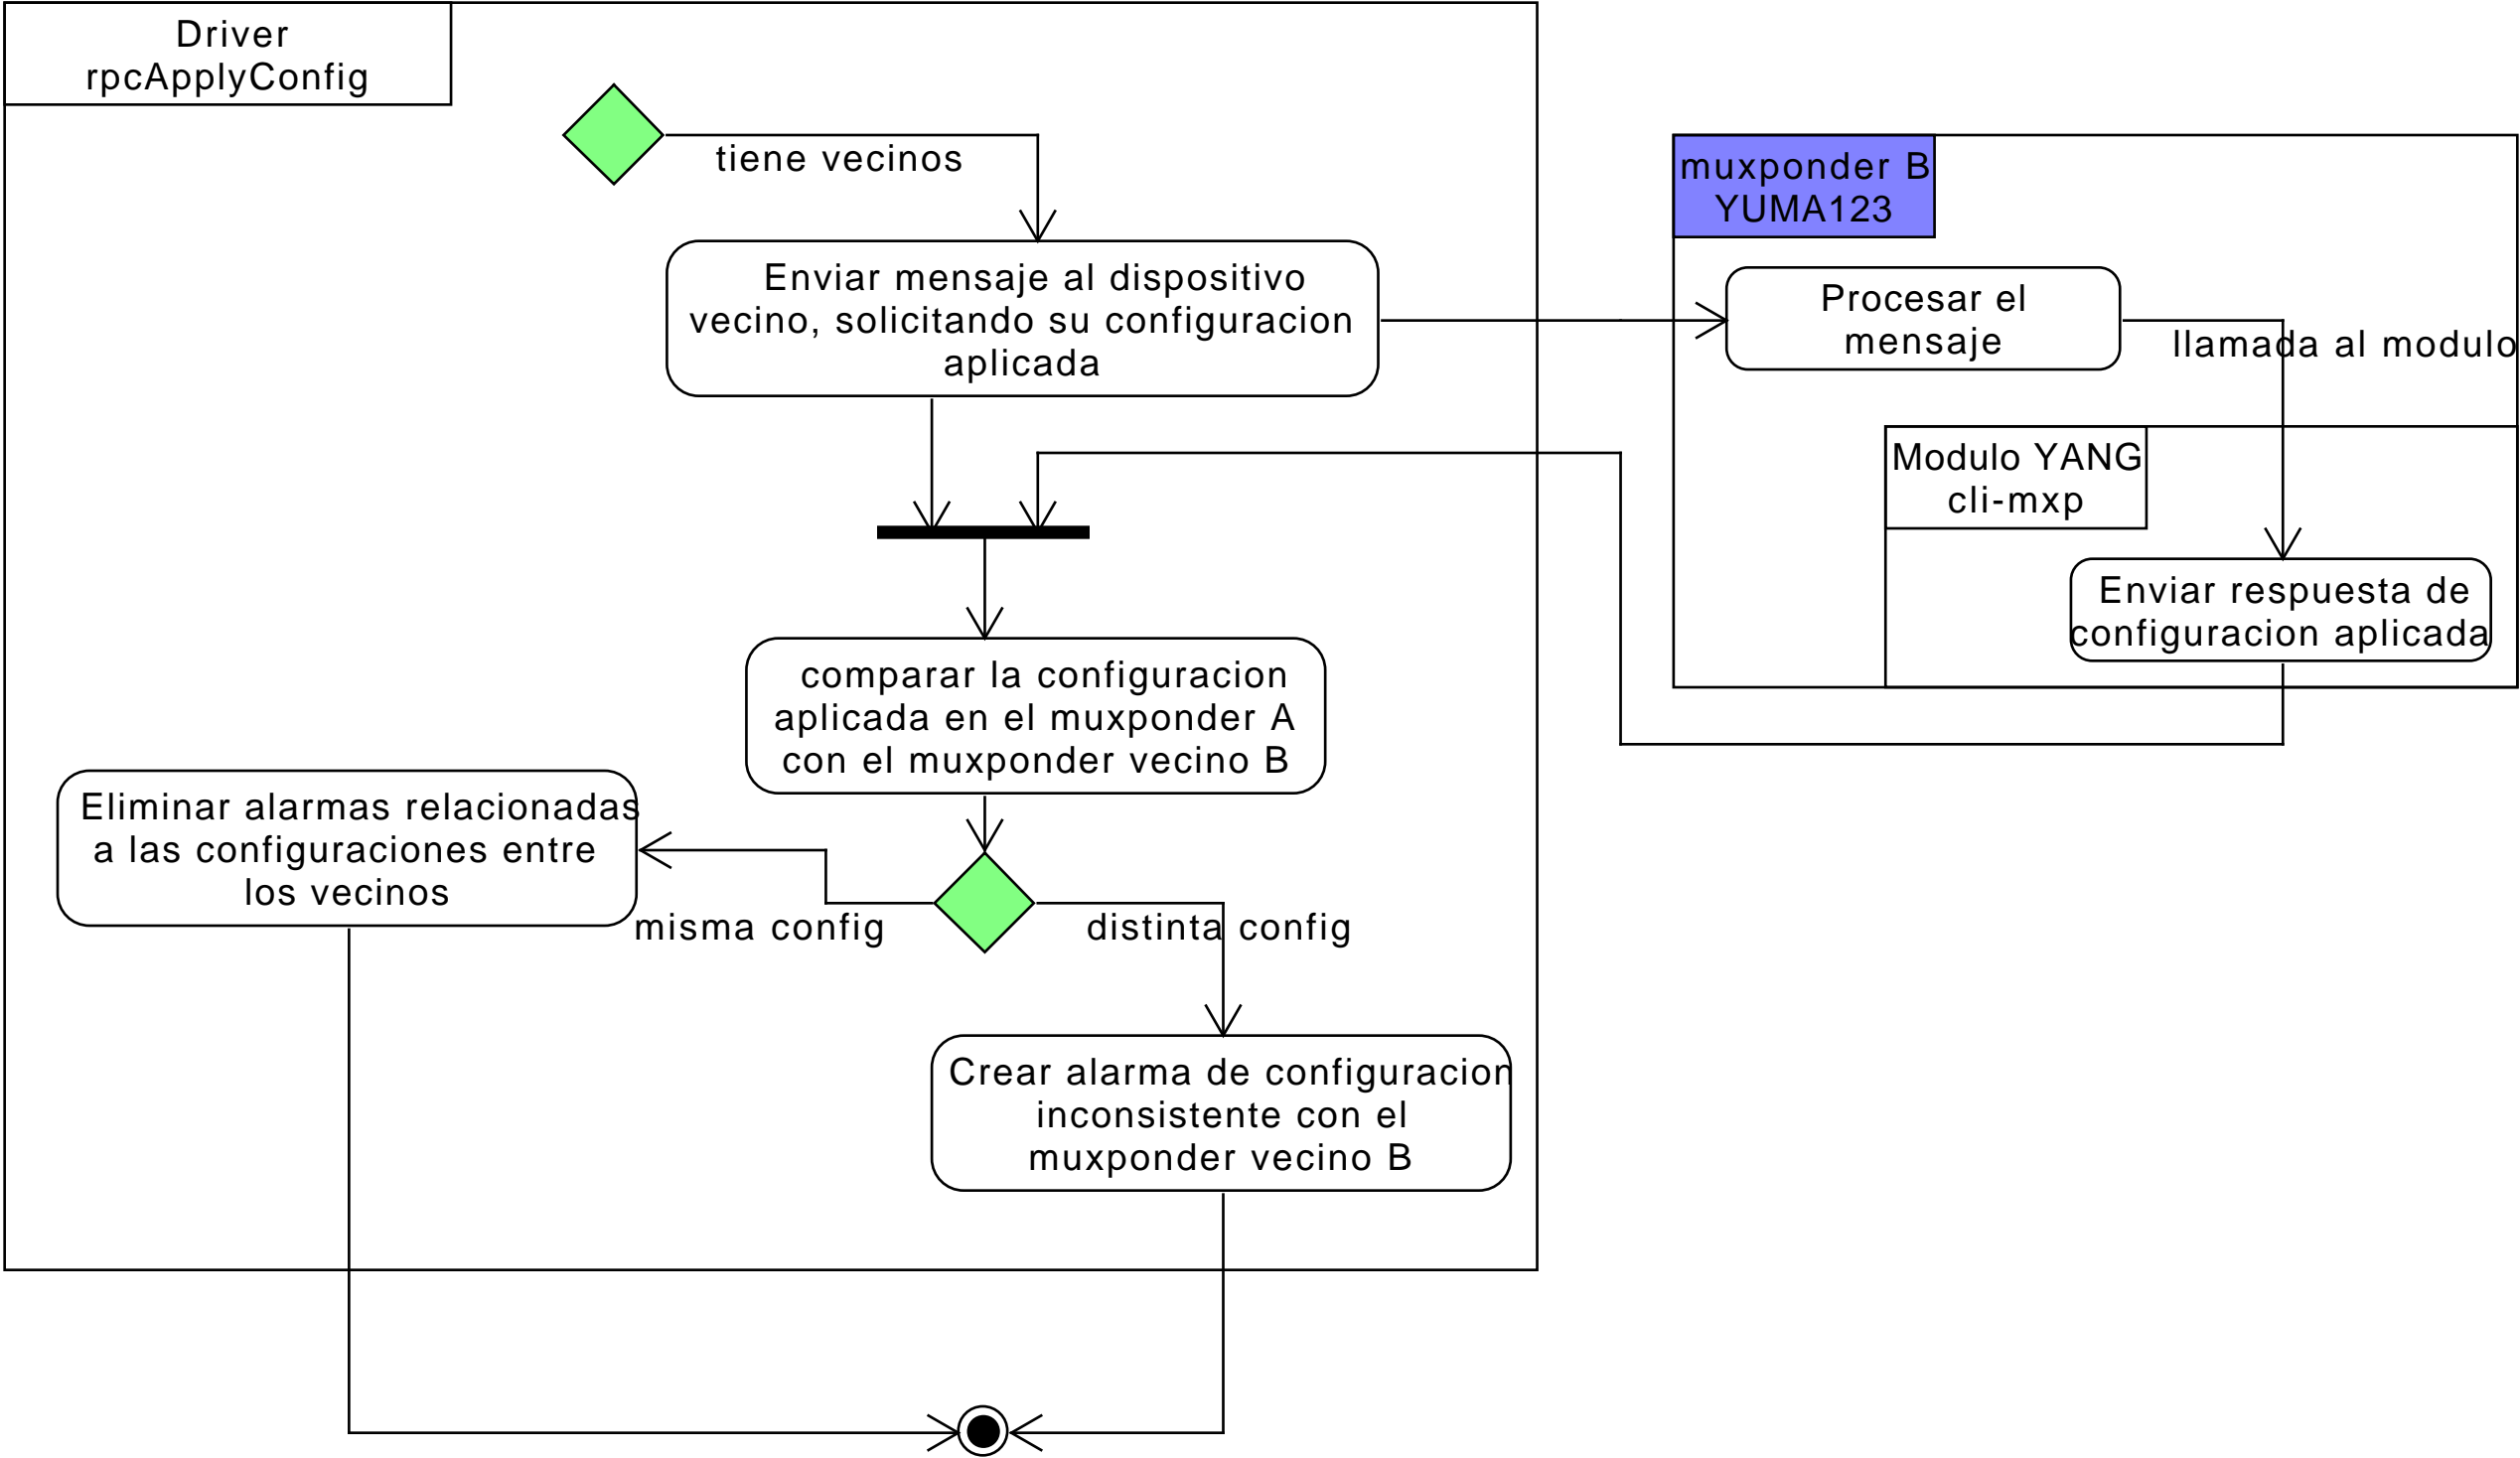 Driver
rpcApplyConfig
tiene vecinos
muxponder B
YUMA123
Enviar mensaje al dispositivo
vecino, solicitando su configuracion
aplicada
Procesar el
mensaje
llamada al modulo
Modulo YANG
cli-mxp
Enviar respuesta de
configuracion aplicada
comparar la configuracion
aplicada en el muxponder A
con el muxponder vecino B
Eliminar alarmas relacionadas
a las configuraciones entre
los vecinos
misma config
distinta config
Crear alarma de configuracion
inconsistente con el
muxponder vecino B